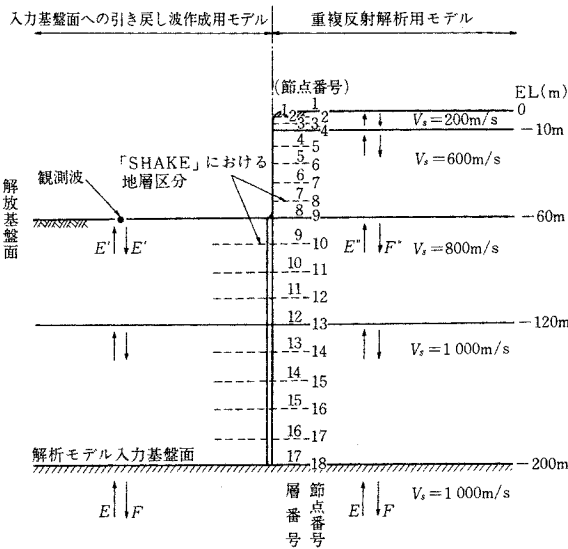 入力基盤面への引き戻し波作成用モデル
重複反射解析用モデル
(節点番号)
EL(m)
1
1
0
2
2
3
3
Vs=200m/s
4
-10m
4
5
5
6
Vs=600m/s
6
7
7
8
「SHAKE」における
地層区分
観測波
解放基盤面
8
9
-60m
E'
E'
9
10
E"
F"
Vs=800m/s
10
11
11
12
12
13
-120m
13
14
Vs=1 000m/s
14
15
15
16
16
17
解析モデル入力基盤面
17
18
-200m
E
F
層番号
節点番号
E
F
Vs=1 000m/s